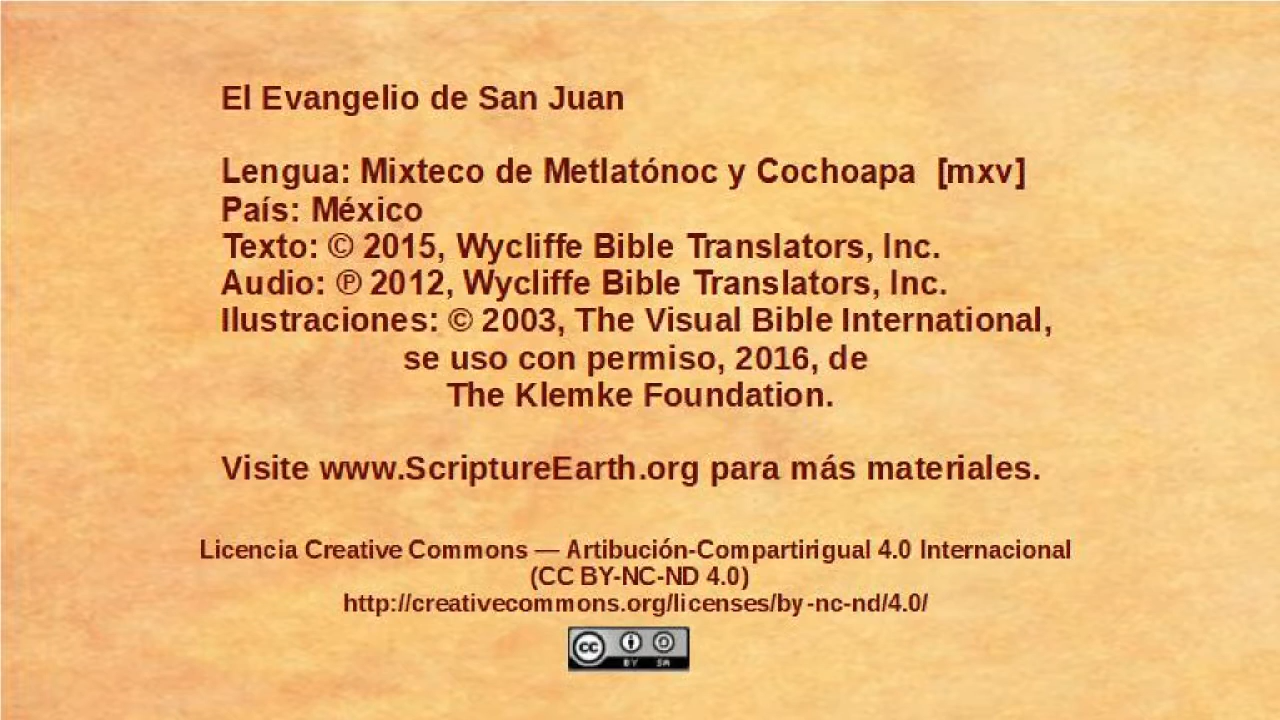 El Evangelio de San Juan
Lengua: Mixteco de Metlatónoc y Cochoapa [mxv]
País: México
Texto: © 2015, Wycliffe Bible Translators, Inc.
Audio: ℗ 2012, Wycliffe Bible Translators, Inc.
Ilustraciones: © 2003, The Visual Bible International,
se uso con permiso, 2016, de
The Klemke Foundation.
Visite www.ScriptureEarth.org para más materiales.
Licencia Creative Commons — Artibución-Compartirigual 4.0 Internacional
(CC BY-NC-ND 4.0)
http://creativecommons.org/licenses/by-nc-nd/4.0/
cc BY SA